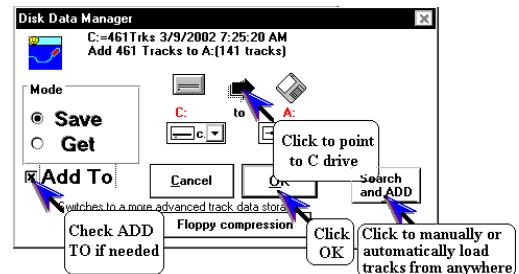 Disk Data Manager
C:=461Trks 3/9/2002 7:25:20 AM
Add 461 Tracks to A:(141 tracks)
Mode
Save
Get
C:
to
A:
c.
Click to point
to C drive
Add To
Cancel
OK
Search
and ADD
Switches to a more advanced track data
Floppy compression
Check ADD
TO if needed
Click
OK
Click to manually or
automatically load
tracks from anywhere